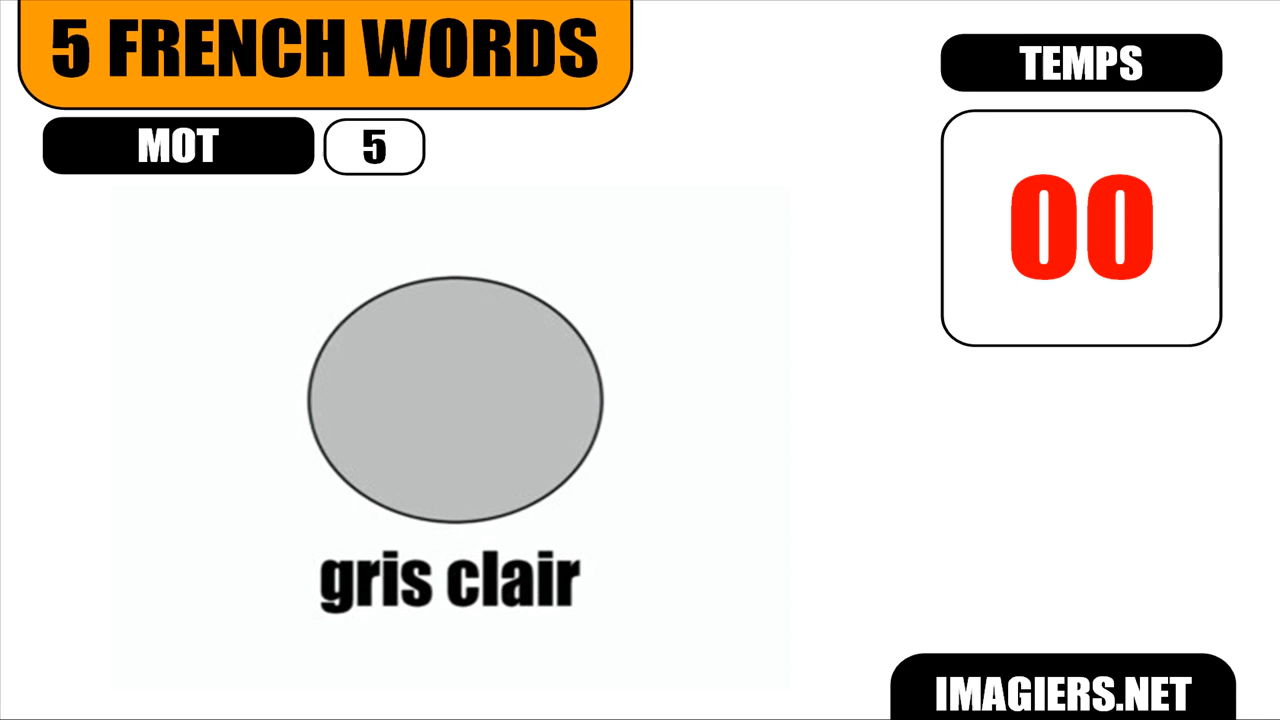 5 FRENCH WORDS
TEMPS
MOT 5
00
gris clair
IMAGIERS.NET